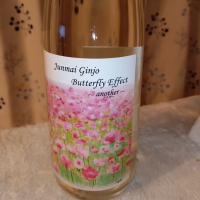 Junmai Ginjo
Butterfly Effect
~ another ~